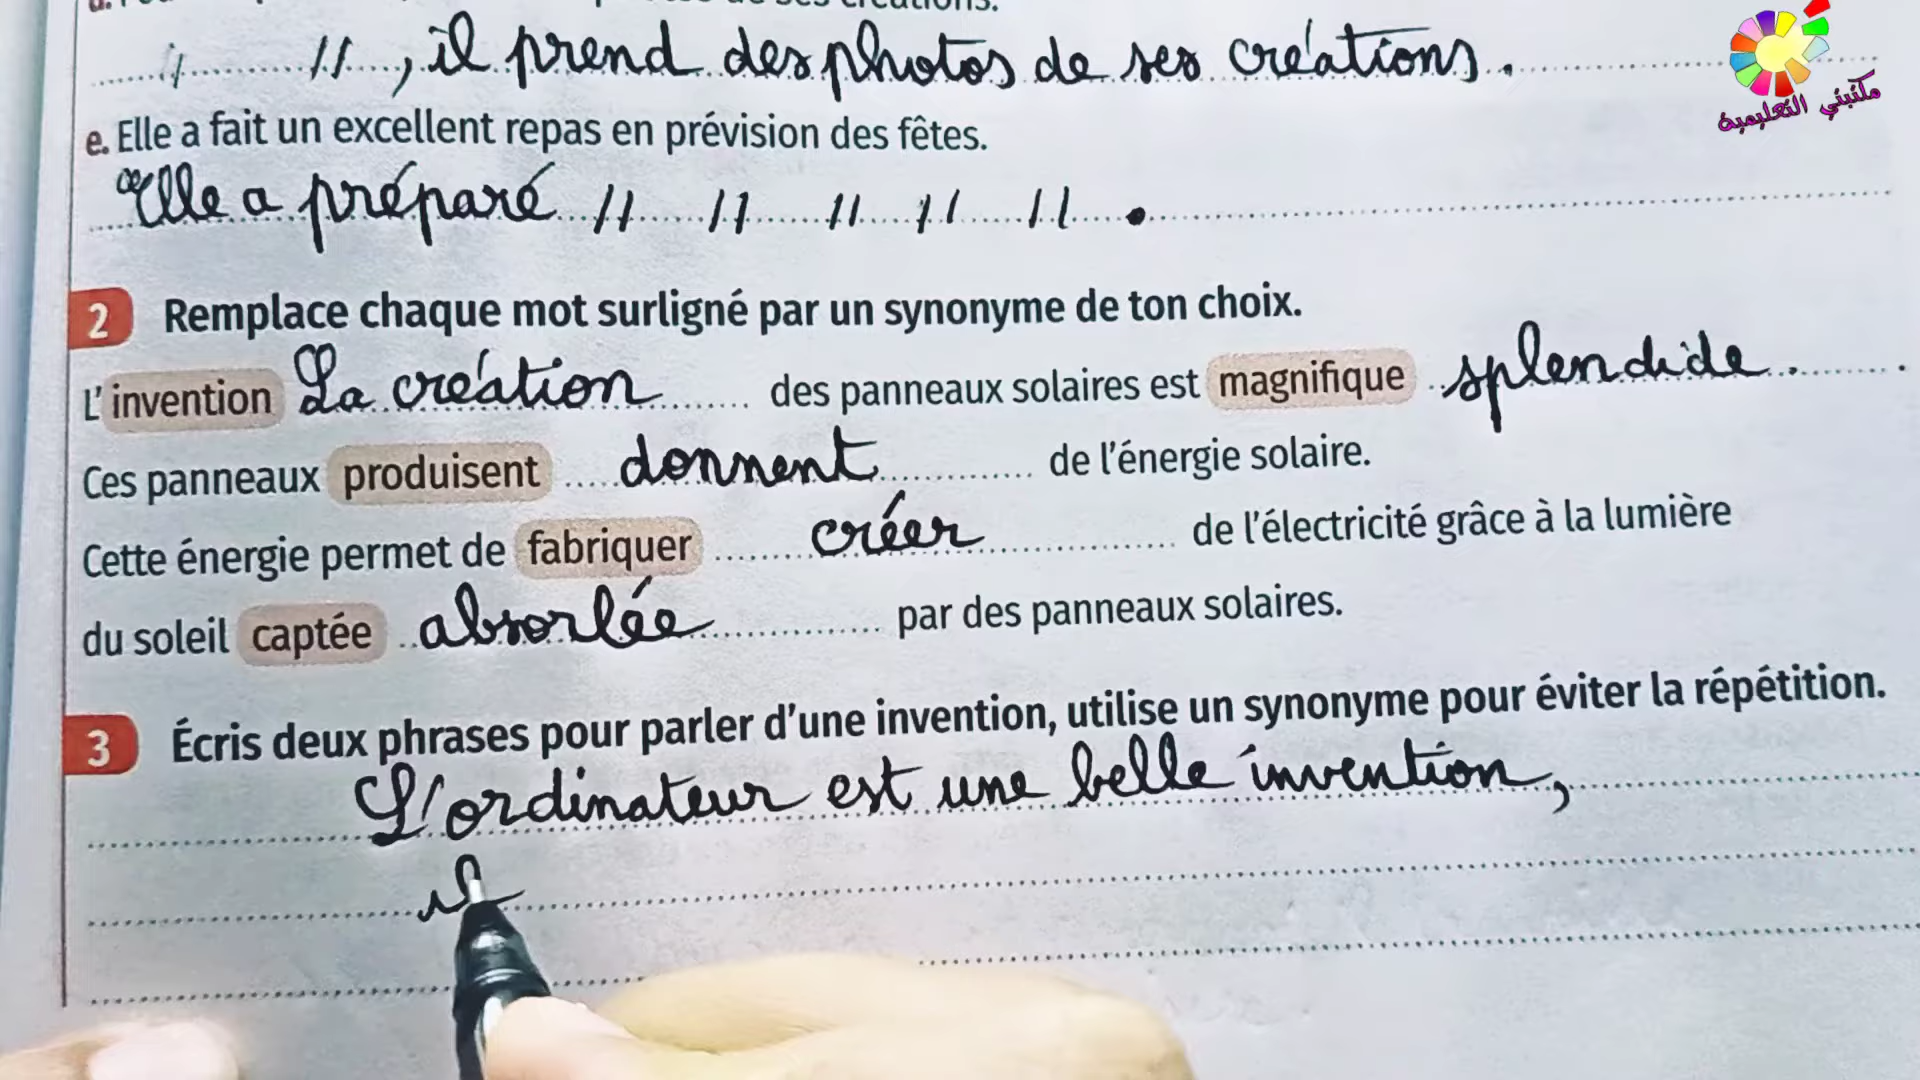 de ses créations.
// //, il prend des photos de ses créations.
مكتبتي التعليمية
e. Elle a fait un excellent repas en prévision des fêtes.
Elle a préparé // // // // // .
2 Remplace chaque mot surligné par un synonyme de ton choix.
L'invention La création des panneaux solaires est magnifique splendide.
Ces panneaux produisent donnent de l'énergie solaire.
Cette énergie permet de fabriquer créer de l'électricité grâce à la lumière
du soleil captée absorbée par des panneaux solaires.
3 Écris deux phrases pour parler d'une invention, utilise un synonyme pour éviter la répétition.
L'ordinateur est une belle invention,
il